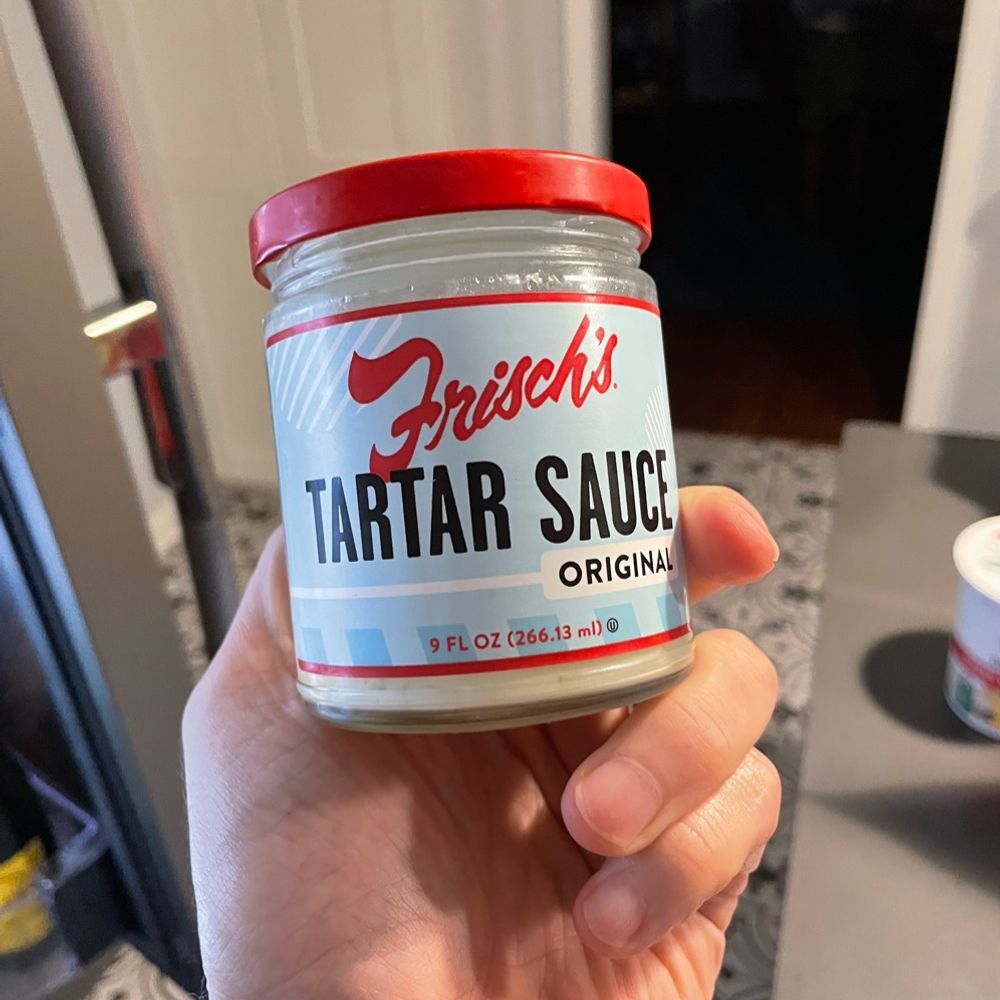 Frisch's
TARTAR SAUCE
ORIGINAL
9 FL OZ (266.13 ml) Ⓤ